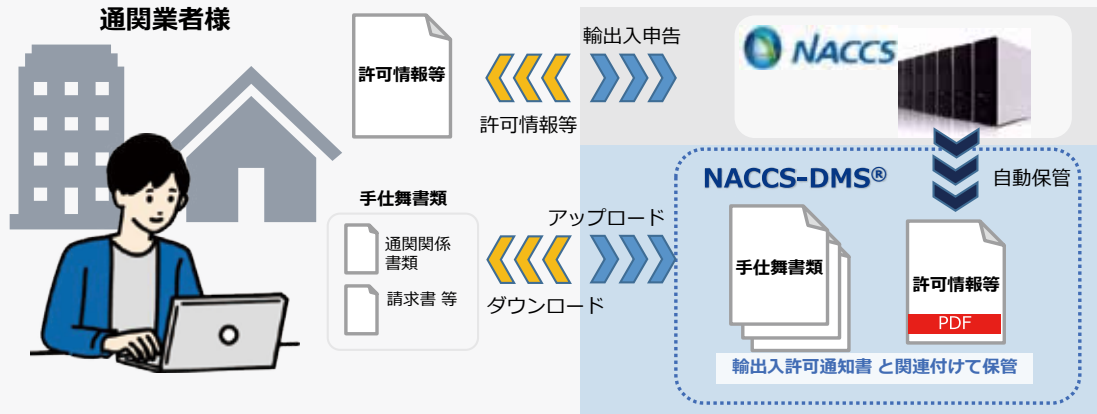 通関業者様
許可情報等
輸出入申告
許可情報等
NACCS
自動保管
手仕舞書類
通関関係
書類
請求書 等
アップロード
ダウンロード
NACCS-DMS®
手仕舞書類
許可情報等
PDF
輸出入許可通知書 と関連付けて保管